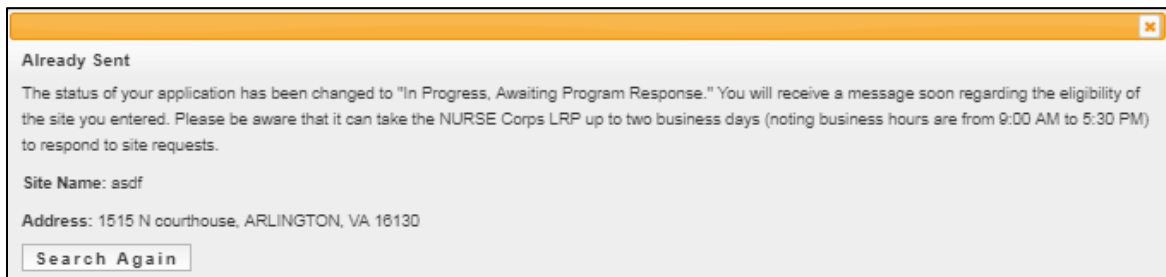 Already Sent
The status of your application has been changed to "In Progress, Awaiting Program Response." You will receive a message soon regarding the eligibility of
the site you entered. Please be aware that it can take the NURSE Corps LRP up to two business days (noting business hours are from 9:00 AM to 5:30 PM)
to respond to site requests.
Site Name: asdf
Address: 1515 N courthouse, ARLINGTON, VA 16130
Search Again